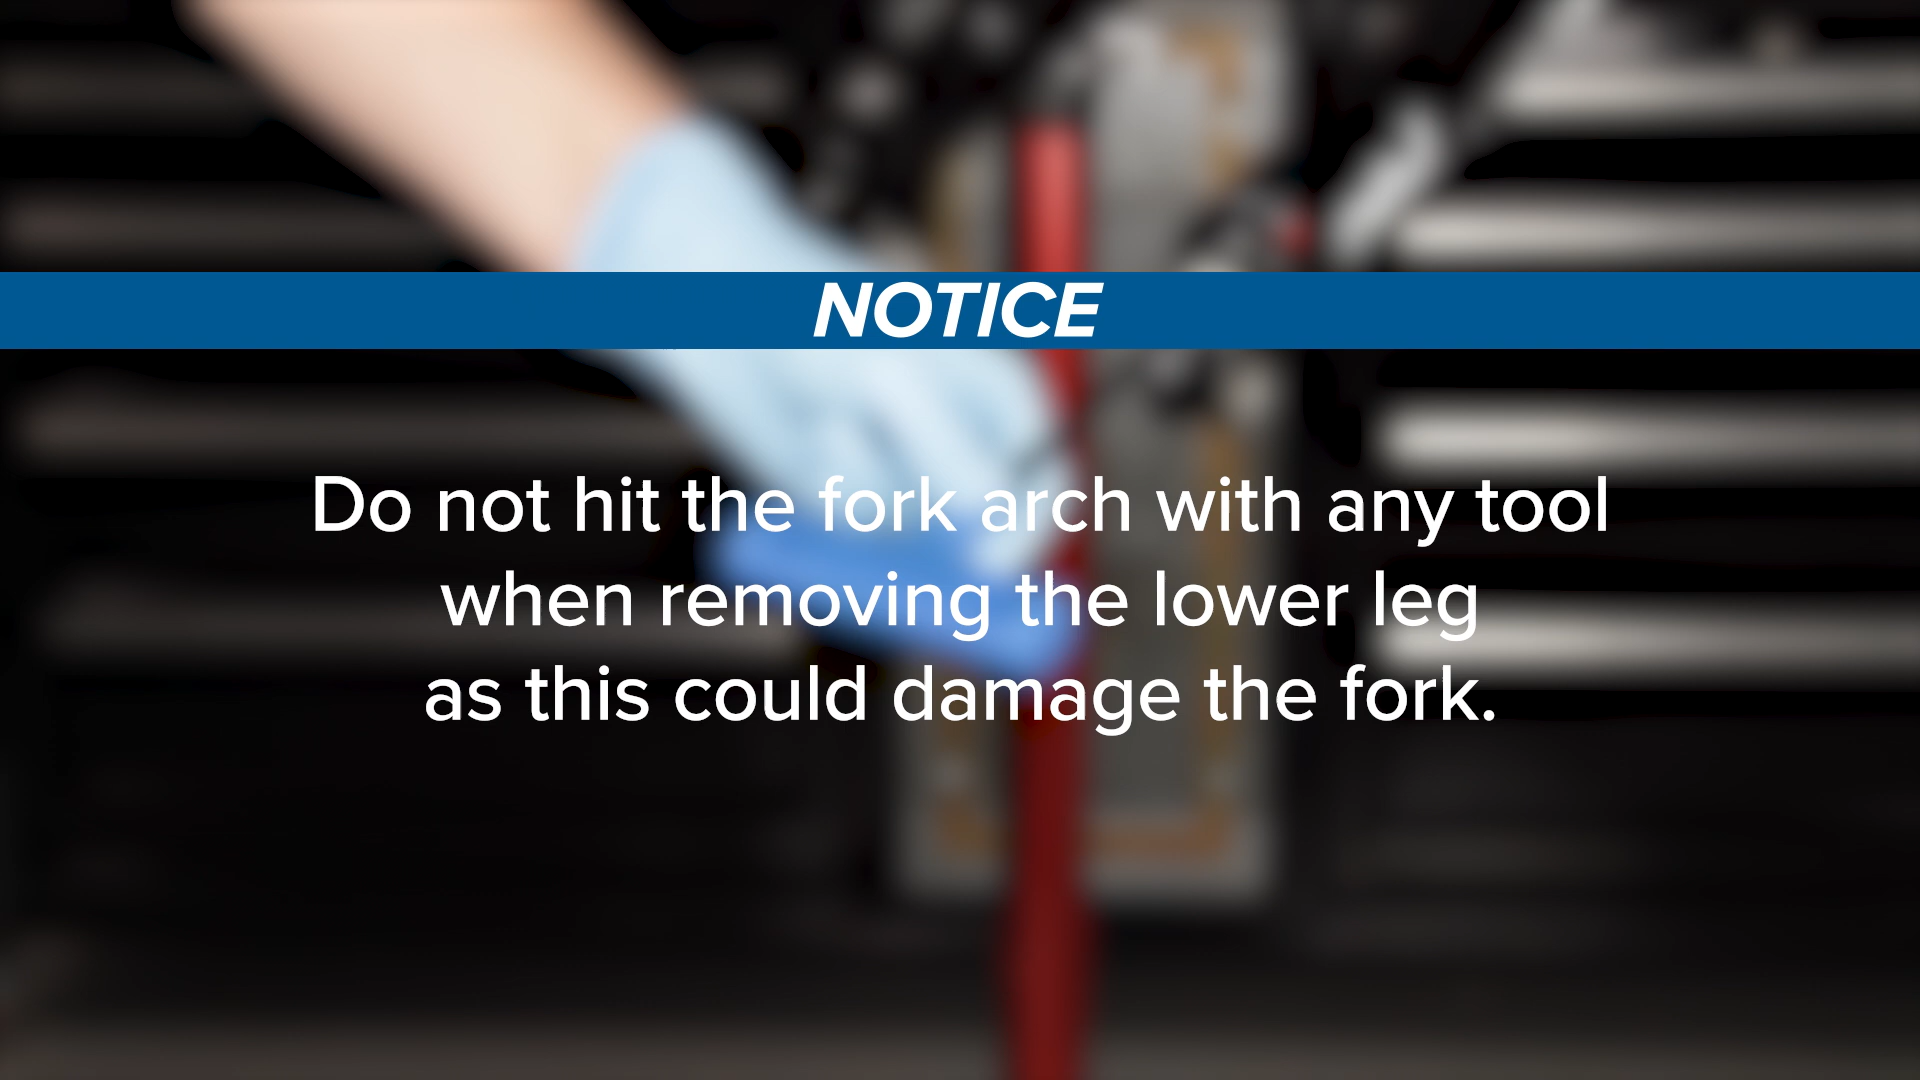 NOTICE
Do not hit the fork arch with any tool
when removing the lower leg
as this could damage the fork.